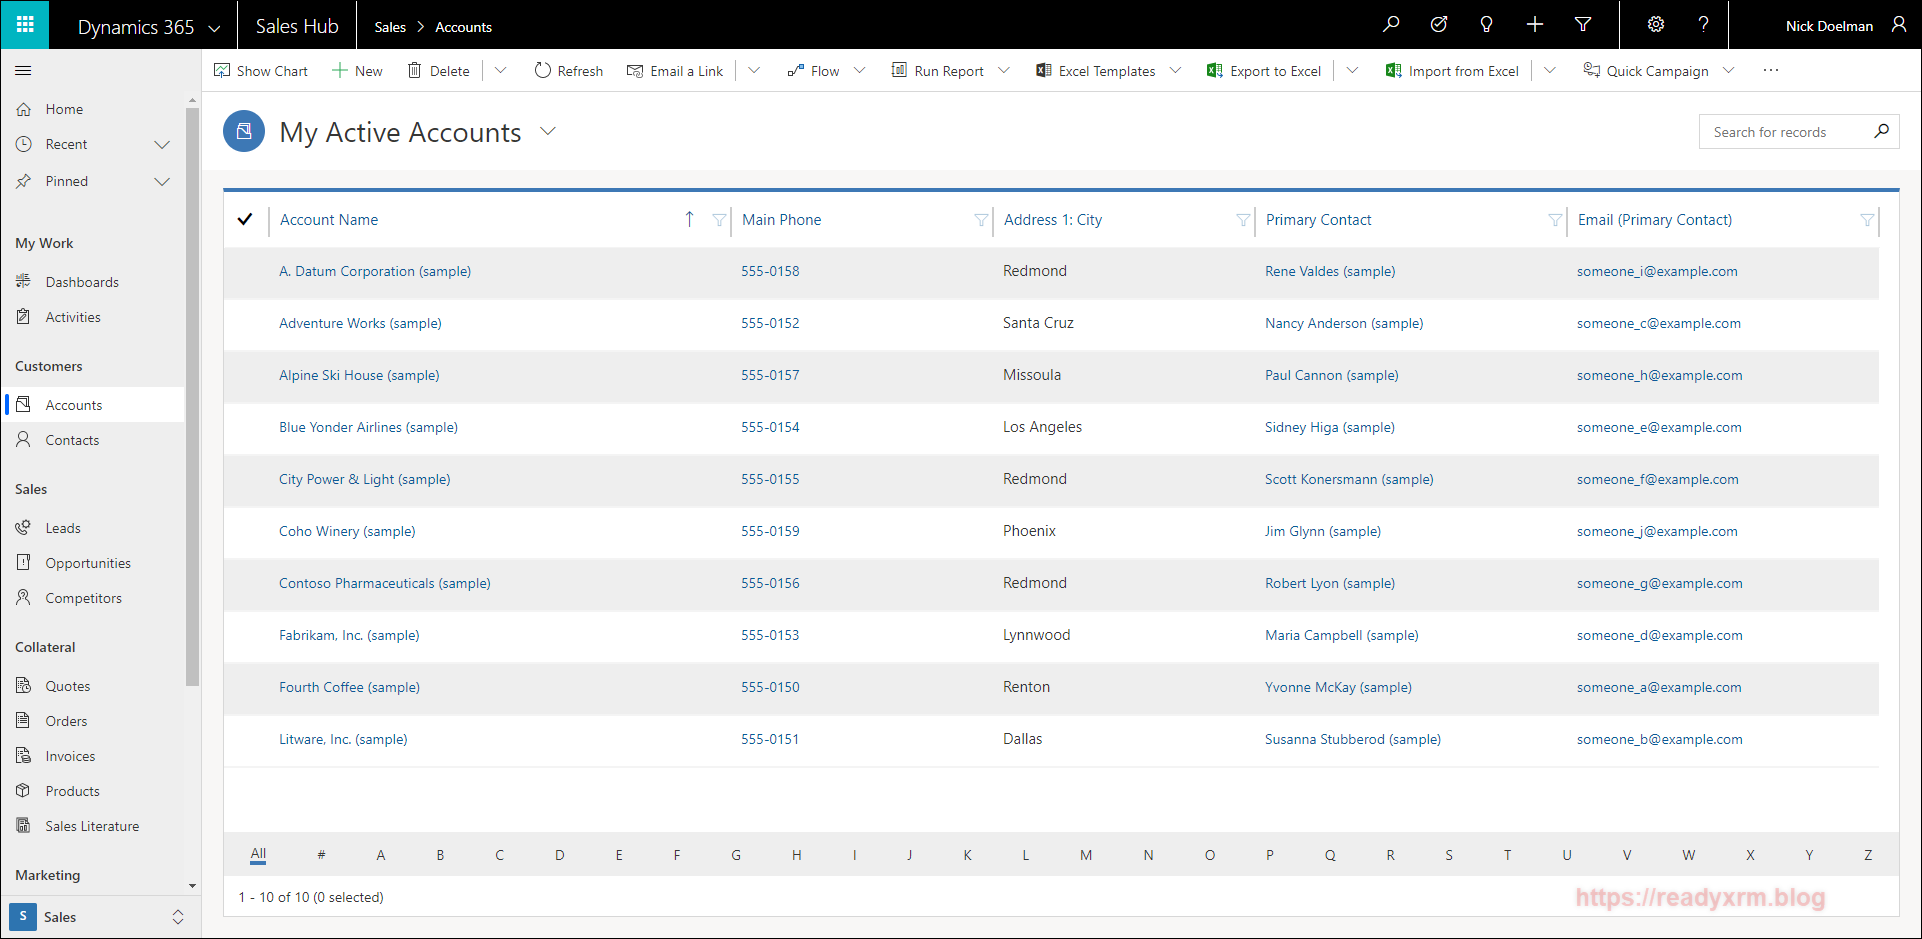 Dynamics 365 Sales Hub Sales > Accounts Nick Doelman
Show Chart New Delete Refresh Email a Link Flow Run Report Excel Templates Export to Excel Import from Excel Quick Campaign ...
Home
Recent
Pinned
My Work
Dashboards
Activities
Customers
Accounts
Contacts
Sales
Leads
Opportunities
Competitors
Collateral
Quotes
Orders
Invoices
Products
Sales Literature
Marketing
S Sales
My Active Accounts Search for records
Account Name Main Phone Address 1: City Primary Contact Email (Primary Contact)
A. Datum Corporation (sample) 555-0158 Redmond Rene Valdes (sample) someone_i@example.com
Adventure Works (sample) 555-0152 Santa Cruz Nancy Anderson (sample) someone_c@example.com
Alpine Ski House (sample) 555-0157 Missoula Paul Cannon (sample) someone_h@example.com
Blue Yonder Airlines (sample) 555-0154 Los Angeles Sidney Higa (sample) someone_e@example.com
City Power & Light (sample) 555-0155 Redmond Scott Konersmann (sample) someone_f@example.com
Coho Winery (sample) 555-0159 Phoenix Jim Glynn (sample) someone_j@example.com
Contoso Pharmaceuticals (sample) 555-0156 Redmond Robert Lyon (sample) someone_g@example.com
Fabrikam, Inc. (sample) 555-0153 Lynnwood Maria Campbell (sample) someone_d@example.com
Fourth Coffee (sample) 555-0150 Renton Yvonne McKay (sample) someone_a@example.com
Litware, Inc. (sample) 555-0151 Dallas Susanna Stubberod (sample) someone_b@example.com
All # A B C D E F G H I J K L M N O P Q R S T U V W X Y Z
1 - 10 of 10 (0 selected)
https://readyxrm.blog